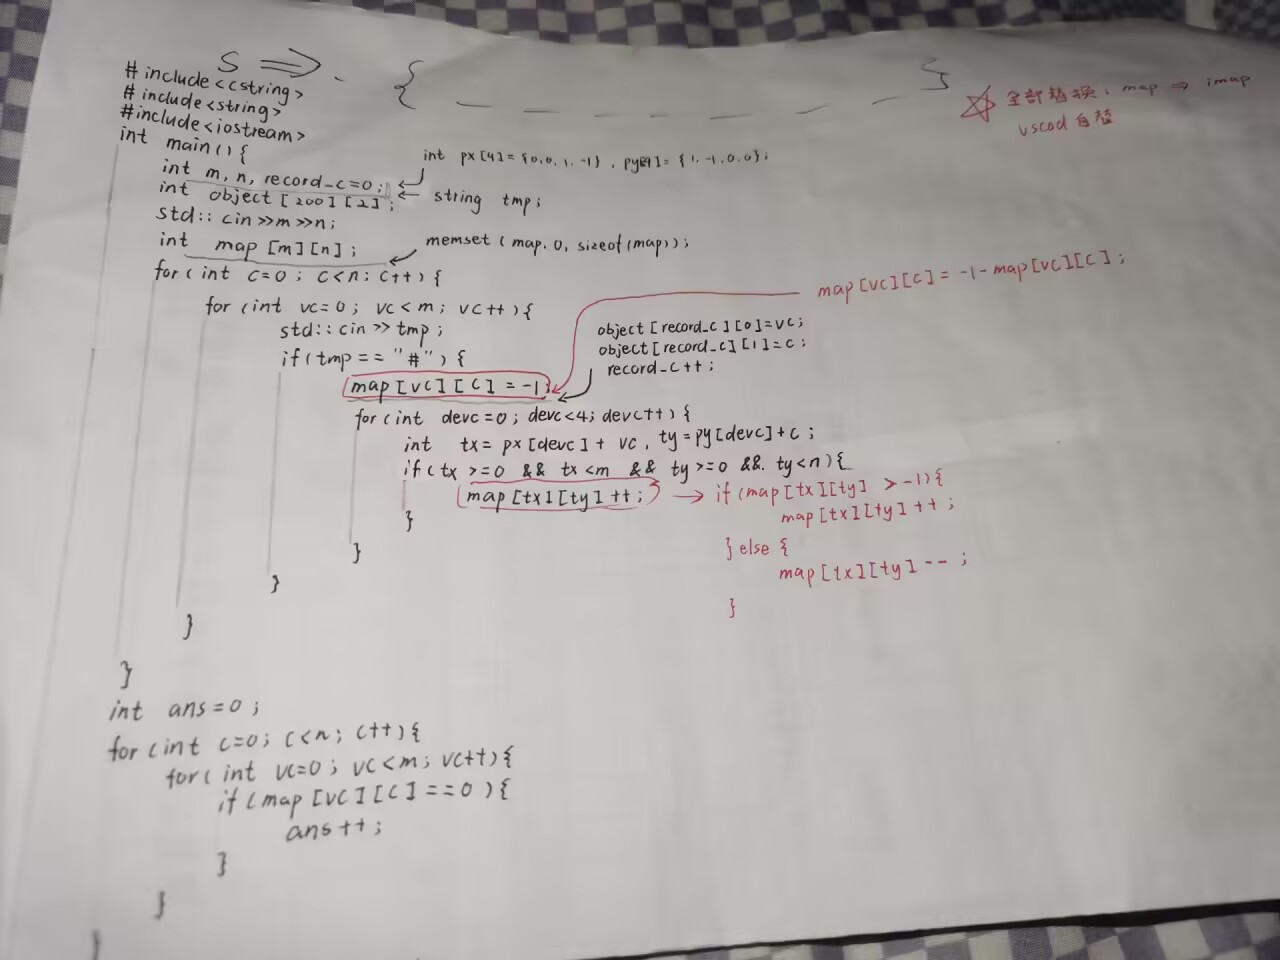 S ⇒ . { _ _ _ _ _ _ _ }
☆ 全部替换: map ⇒ imap
vscod 自替
#include<cstring>
#include<string>
#include<iostream>
int main(){
int m, n, record_c=0;
int px[4]={0,0,1,-1}, py[4]={1,-1,0,0};
int object[200][2];
string tmp;
std::cin>>m>>n;
int map[m][n];
memset(map,0,sizeof(map));
for(int c=0; c<n; c++){
for(int vc=0; vc<m; vc++){
std::cin>>tmp;
if(tmp=="#"){
map[vc][c]=-1;
map[vc][c]=-1-map[vc][c];
object[record_c][0]=vc;
object[record_c][1]=c;
record_c++;
for(int devc=0; devc<4; devc++){
int tx=px[devc]+vc, ty=py[devc]+c;
if(tx>=0 && tx<m && ty>=0 && ty<n){
map[tx][ty]++; → if(map[tx][ty] >-1){
map[tx][ty]++;
}else{
map[tx][ty]--;
}
}
}
}
}
}
int ans=0;
for(int c=0; c<n; c++){
for(int vc=0; vc<m; vc++){
if(map[vc][c]==0){
ans++;
}
}
}